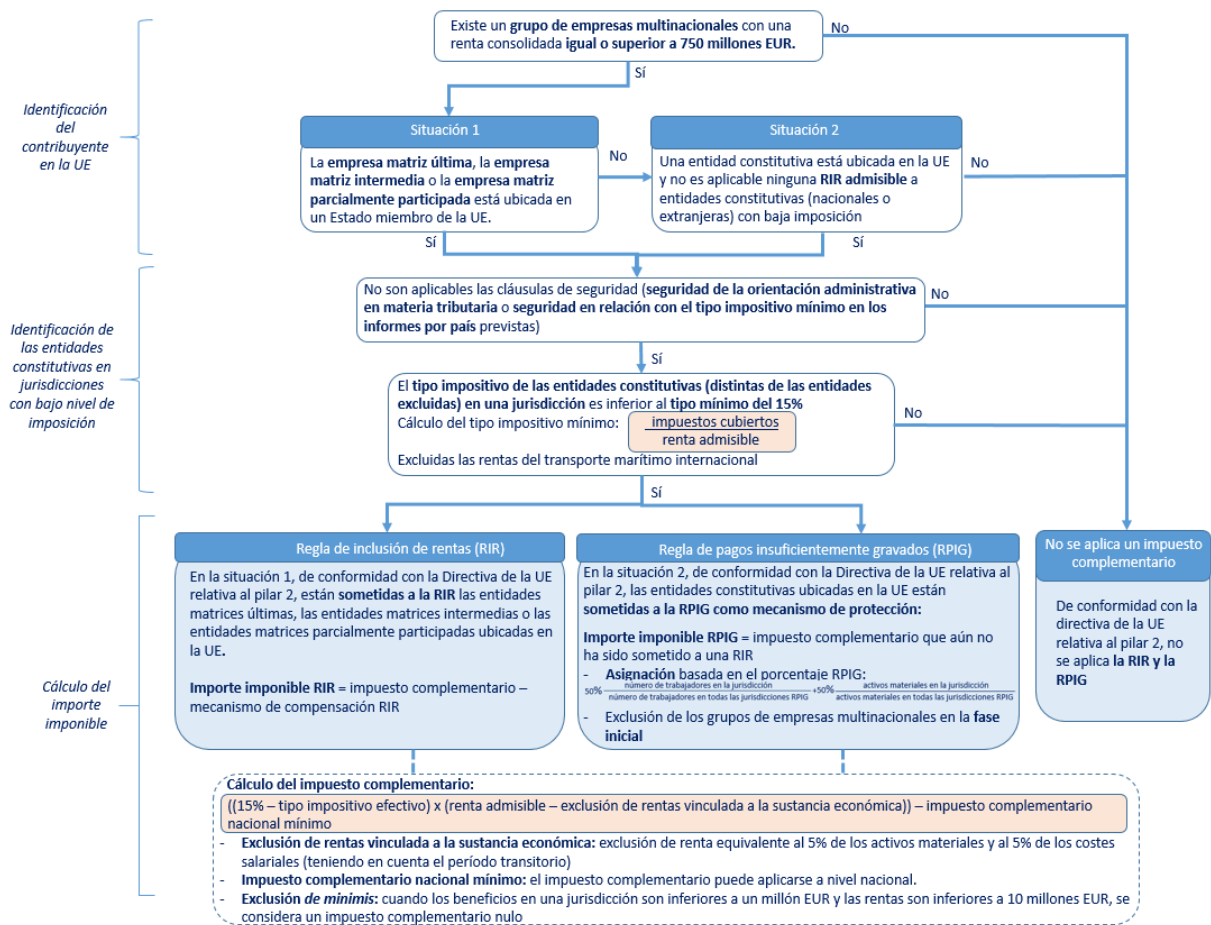 Existe un grupo de empresas multinacionales con una
renta consolidada igual o superior a 750 millones EUR.
No
Sí
Identificación
del
contribuyente
en la UE
Situación 1
La empresa matriz última, la empresa
matriz intermedia o la empresa matriz
parcialmente participada está ubicada en
un Estado miembro de la UE.
No
Situación 2
Una entidad constitutiva está ubicada en la UE
y no es aplicable ninguna RIR admisible a
entidades constitutivas (nacionales o
extranjeras) con baja imposición
No
Sí
Sí
Identificación de
las entidades
constitutivas en
jurisdicciones
con bajo nivel de
imposición
No son aplicables las cláusulas de seguridad (seguridad de la orientación administrativa
en materia tributaria o seguridad en relación con el tipo impositivo mínimo en los
informes por país previstas)
No
Sí
El tipo impositivo de las entidades constitutivas (distintas de las entidades
excluidas) en una jurisdicción es inferior al tipo mínimo del 15%
Cálculo del tipo impositivo mínimo:
impuestos cubiertos
renta admisible
Excluidas las rentas del transporte marítimo internacional
No
Sí
Cálculo del
importe
imponible
Regla de inclusión de rentas (RIR)
En la situación 1, de conformidad con la Directiva de la UE
relativa al pilar 2, están sometidas a la RIR las entidades
matrices últimas, las entidades matrices intermedias o las
entidades matrices parcialmente participadas ubicadas en
la UE.
Importe imponible RIR = impuesto complementario –
mecanismo de compensación RIR
Regla de pagos insuficientemente gravados (RPIG)
En la situación 2, de conformidad con la Directiva de la UE relativa al
pilar 2, las entidades constitutivas ubicadas en la UE están
sometidas a la RPIG como mecanismo de protección:
Importe imponible RPIG = impuesto complementario que aún no
ha sido sometido a una RIR
- Asignación basada en el porcentaje RPIG:
50% número de trabajadores en la jurisdicción +50% activos materiales en la jurisdicción
número de trabajadores en todas las jurisdicciones RPIG activos materiales en todas las jurisdicciones RPIG
- Exclusión de los grupos de empresas multinacionales en la fase
inicial
No se aplica un impuesto
complementario
De conformidad con la
directiva de la UE
relativa al pilar 2, no
se aplica la RIR y la
RPIG
Cálculo del impuesto complementario:
((15% – tipo impositivo efectivo) x (renta admisible – exclusión de rentas vinculada a la sustancia económica)) – impuesto complementario
nacional mínimo
- Exclusión de rentas vinculada a la sustancia económica: exclusión de renta equivalente al 5% de los activos materiales y al 5% de los costes
salariales (teniendo en cuenta el período transitorio)
- Impuesto complementario nacional mínimo: el impuesto complementario puede aplicarse a nivel nacional.
- Exclusión de minimis: cuando los beneficios en una jurisdicción son inferiores a un millón EUR y las rentas son inferiores a 10 millones EUR, se
considera un impuesto complementario nulo